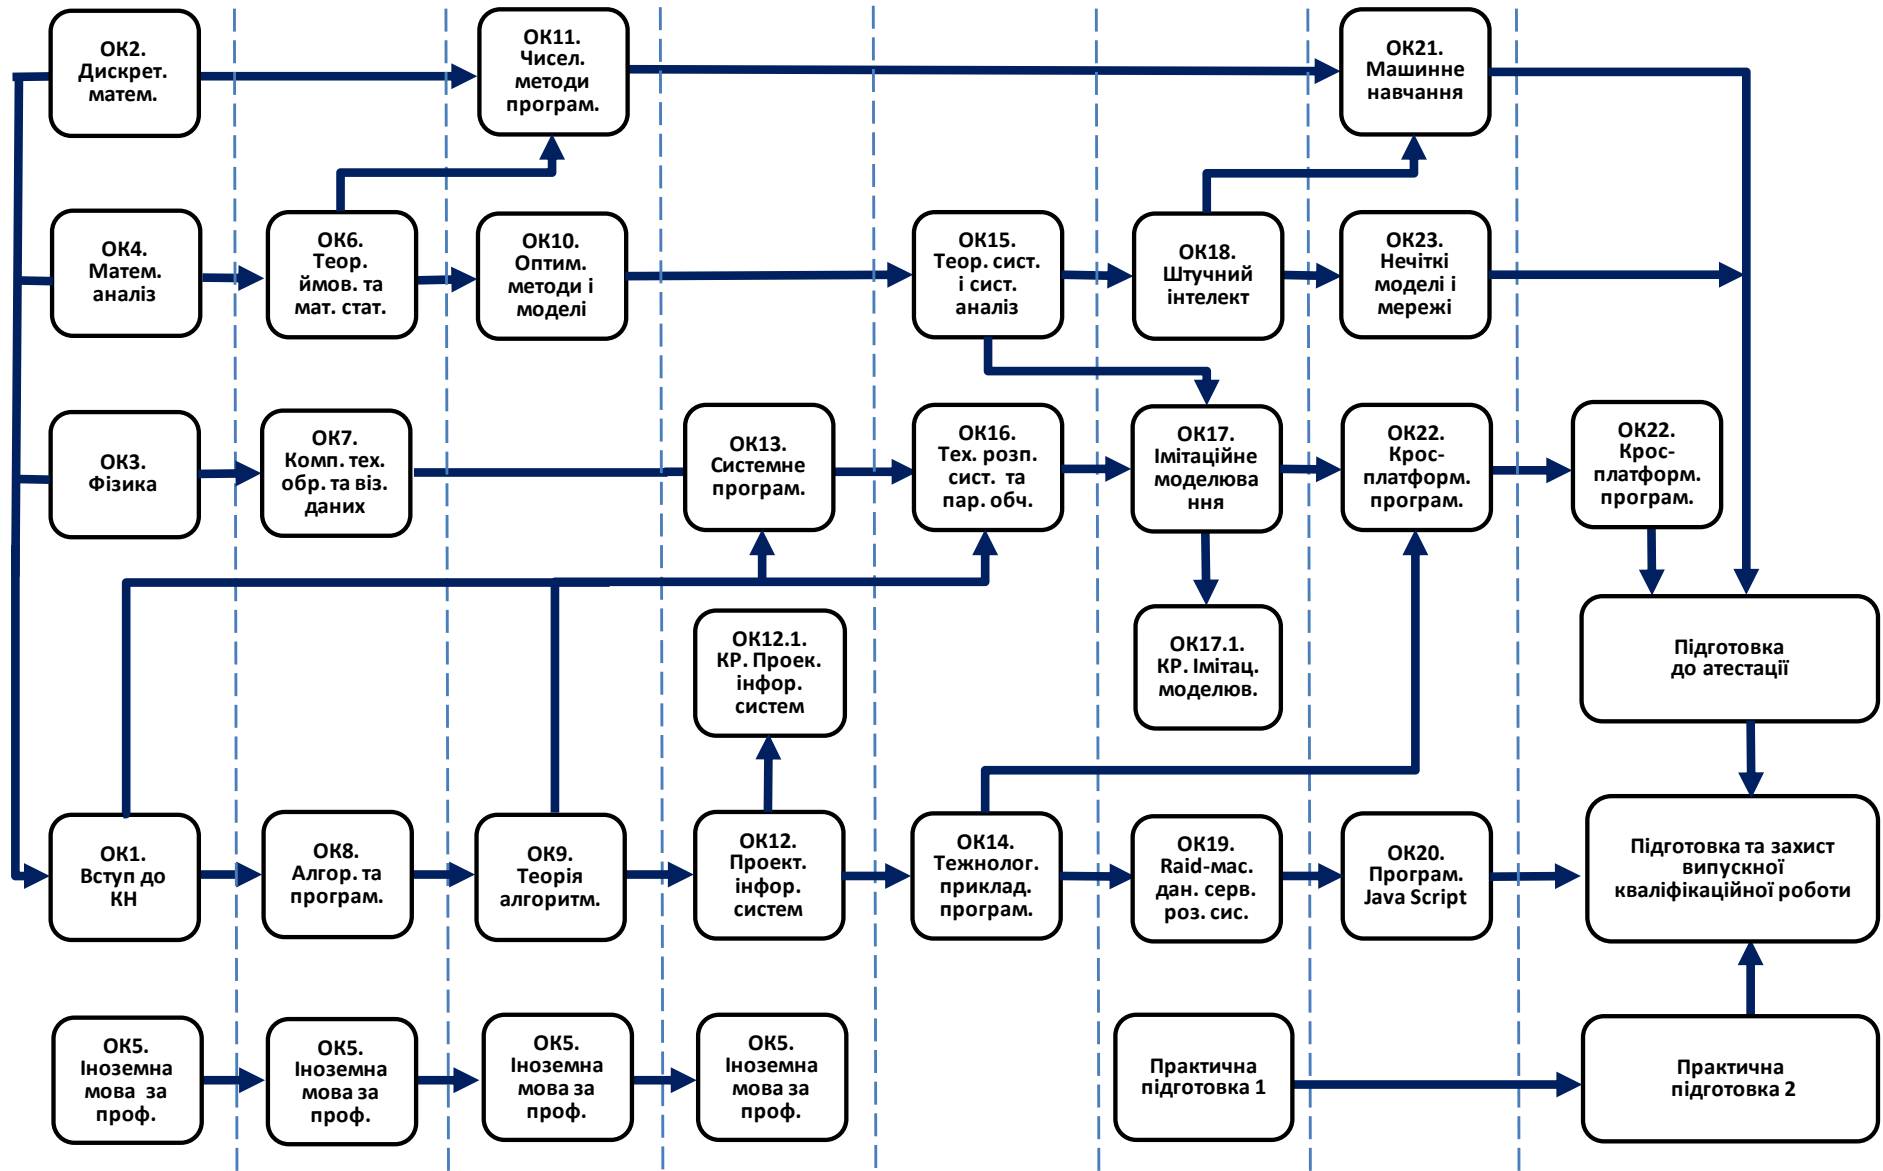 ОК2.
Дискрет.
матем.
ОК11.
Чисел.
методи
програм.
ОК21.
Машинне
навчання
ОК4.
Матем.
аналіз
ОК6.
Теор.
ймов. та
мат. стат.
ОК10.
Оптим.
методи і
моделі
ОК15.
Теор. сист.
і сист.
аналіз
ОК18.
Штучний
інтелект
ОК23.
Нечіткі
моделі і
мережі
ОК3.
Фізика
ОК7.
Комп. тех.
обр. та віз.
даних
ОК13.
Системне
програм.
ОК16.
Тех. розп.
сист. та
пар. обч.
ОК17.
Імітаційне
моделюва
ння
ОК22.
Крос-
платформ.
програм.
ОК22.
Крос-
платформ.
програм.
ОК12.1.
КР. Проек.
інфор.
систем
ОК17.1.
КР. Імітац.
моделюв.
Підготовка
до атестації
ОК1.
Вступ до
КН
ОК8.
Алгор. та
програм.
ОК9.
Теорія
алгоритм.
ОК12.
Проект.
інфор.
систем
ОК14.
Тежнолог.
приклад.
програм.
ОК19.
Raid-мас.
дан. серв.
роз. сис.
ОК20.
Програм.
Java Script
Підготовка та захист
випускної
кваліфікаційної роботи
ОК5.
Іноземна
мова за
проф.
ОК5.
Іноземна
мова за
проф.
ОК5.
Іноземна
мова за
проф.
ОК5.
Іноземна
мова за
проф.
Практична
підготовка 1
Практична
підготовка 2